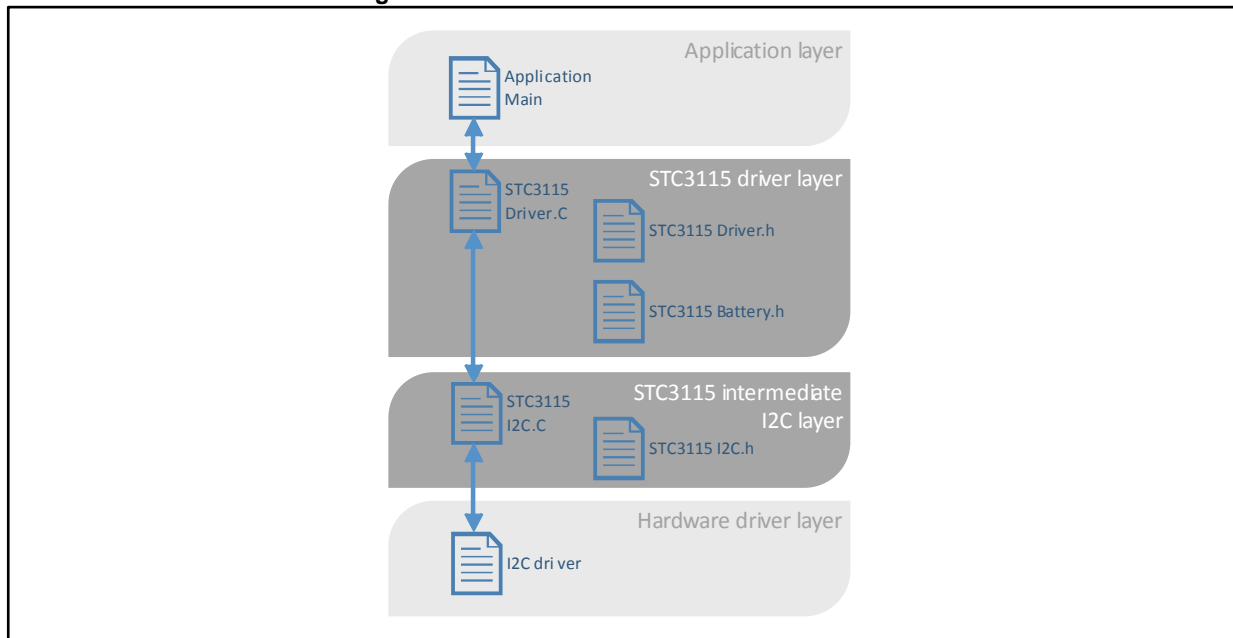 Application layer
Application
Main
STC3115 driver layer
STC3115
Driver.C
STC3115 Driver.h
STC3115 Battery.h
STC3115 intermediate
I2C layer
STC3115
I2C.C
STC3115 I2C.h
Hardware driver layer
I2C dri ver